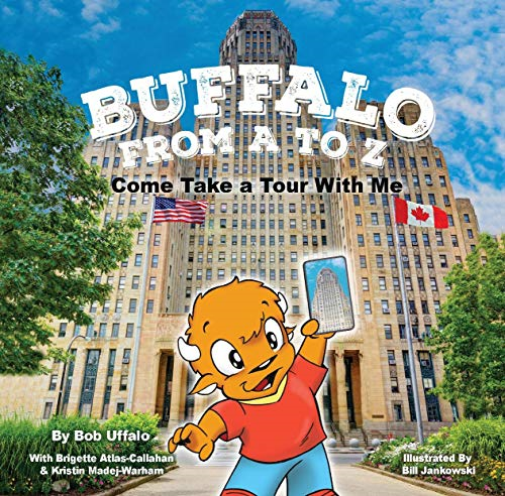 BUFFALO
FROM A TO Z
Come Take a Tour With Me
By Bob Uffalo
With Brigette Atlas-Callahan
& Kristin Madej-Warham
Illustrated By
Bill Jankowski